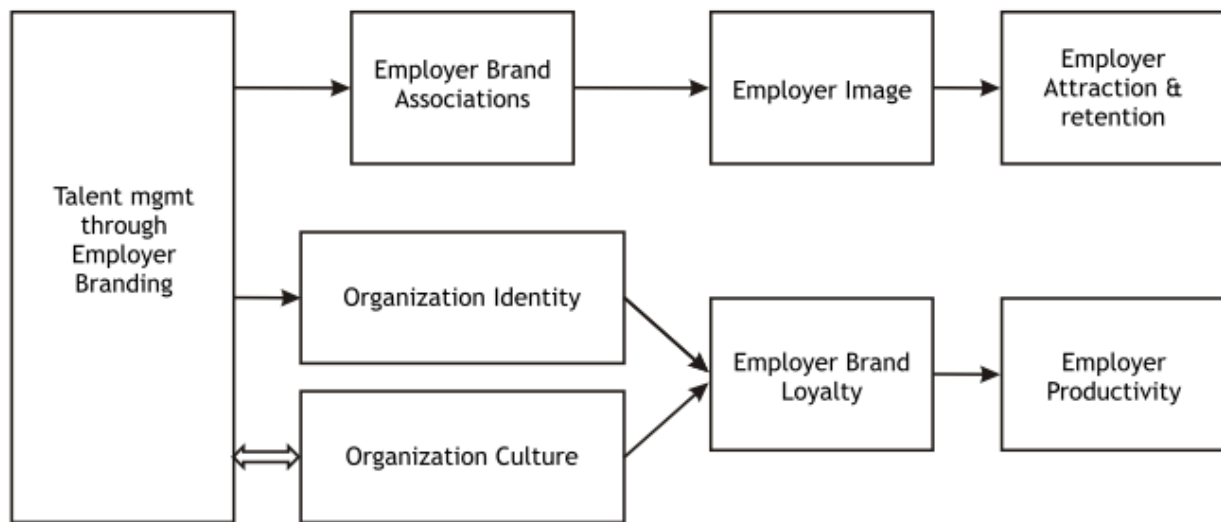 Talent mgmt
through
Employer
Branding
Employer Brand
Associations
Employer Image
Employer
Attraction &
retention
Organization Identity
Organization Culture
Employer Brand
Loyalty
Employer
Productivity